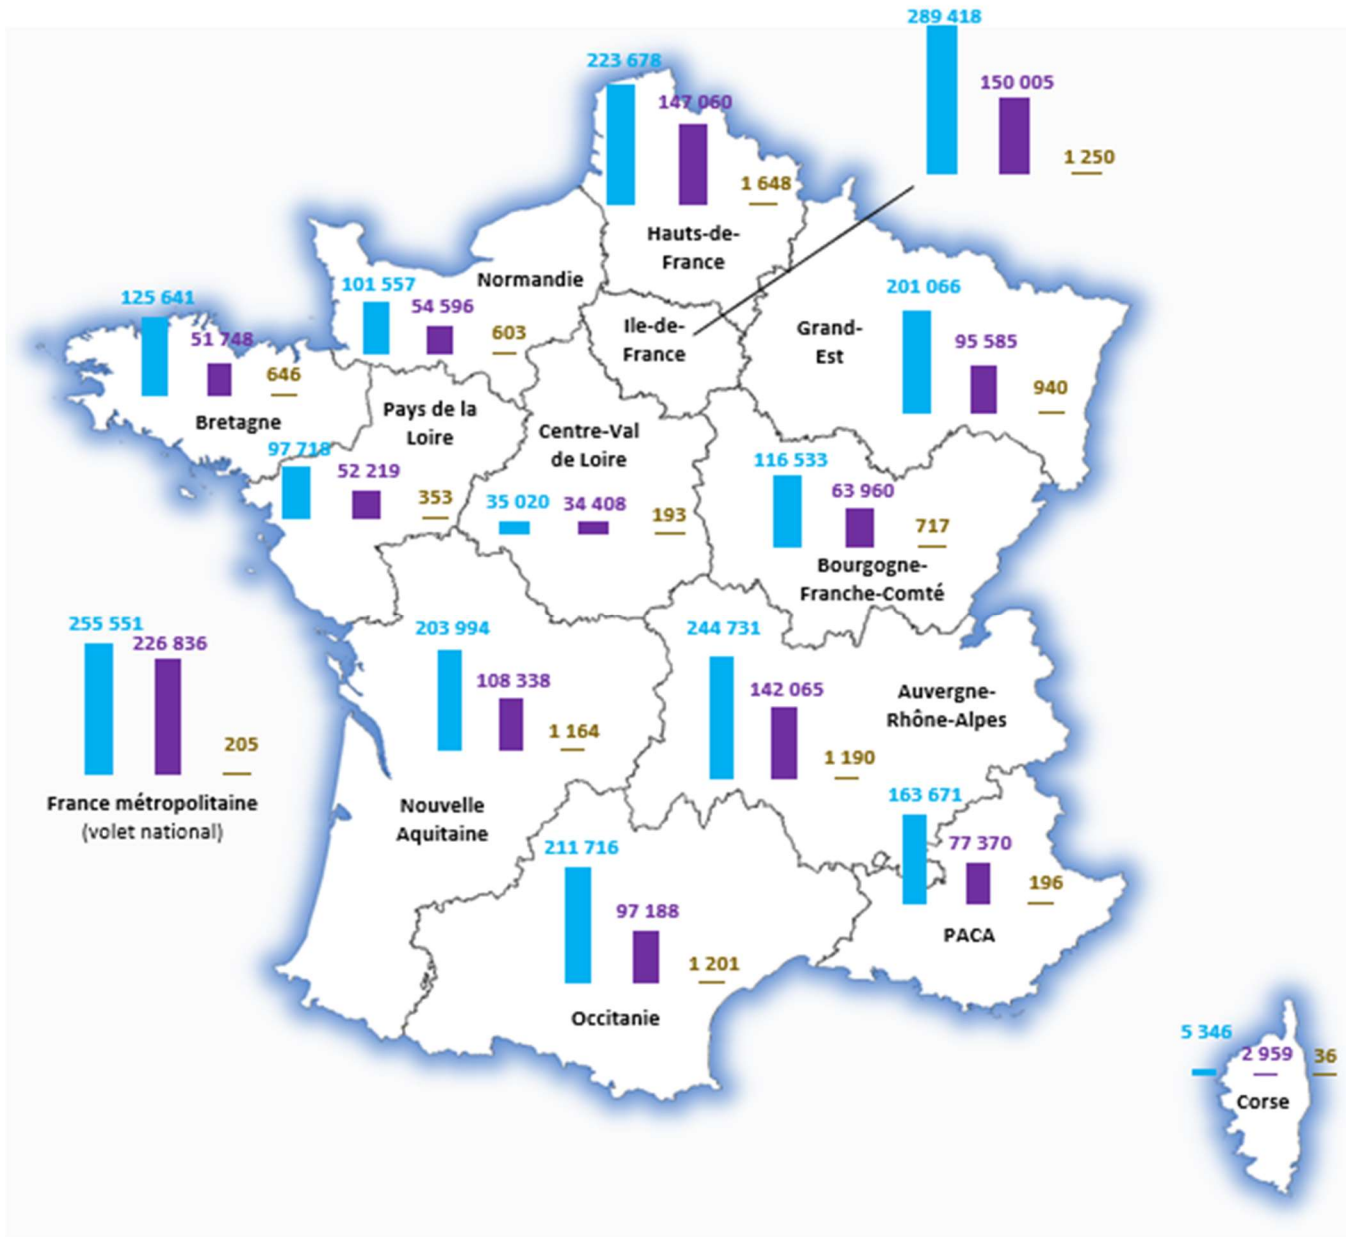 289 418
150 005
1 250
223 678
147 060
1 648
Hauts-de-
France
Normandie
101 557
54 596
603
125 641
51 748
646
Bretagne
Ile-de-
France
Grand-
Est
201 066
95 585
940
Pays de la
Loire
97 718
52 219
353
Centre-Val
de Loire
35 020
34 408
193
116 533
63 960
717
Bourgogne-
Franche-Comté
255 551
226 836
205
France métropolitaine
(volet national)
203 994
108 338
1 164
Nouvelle
Aquitaine
244 731
142 065
1 190
Auvergne-
Rhône-Alpes
163 671
77 370
196
PACA
211 716
97 188
1 201
Occitanie
5 346
2 959
36
Corse